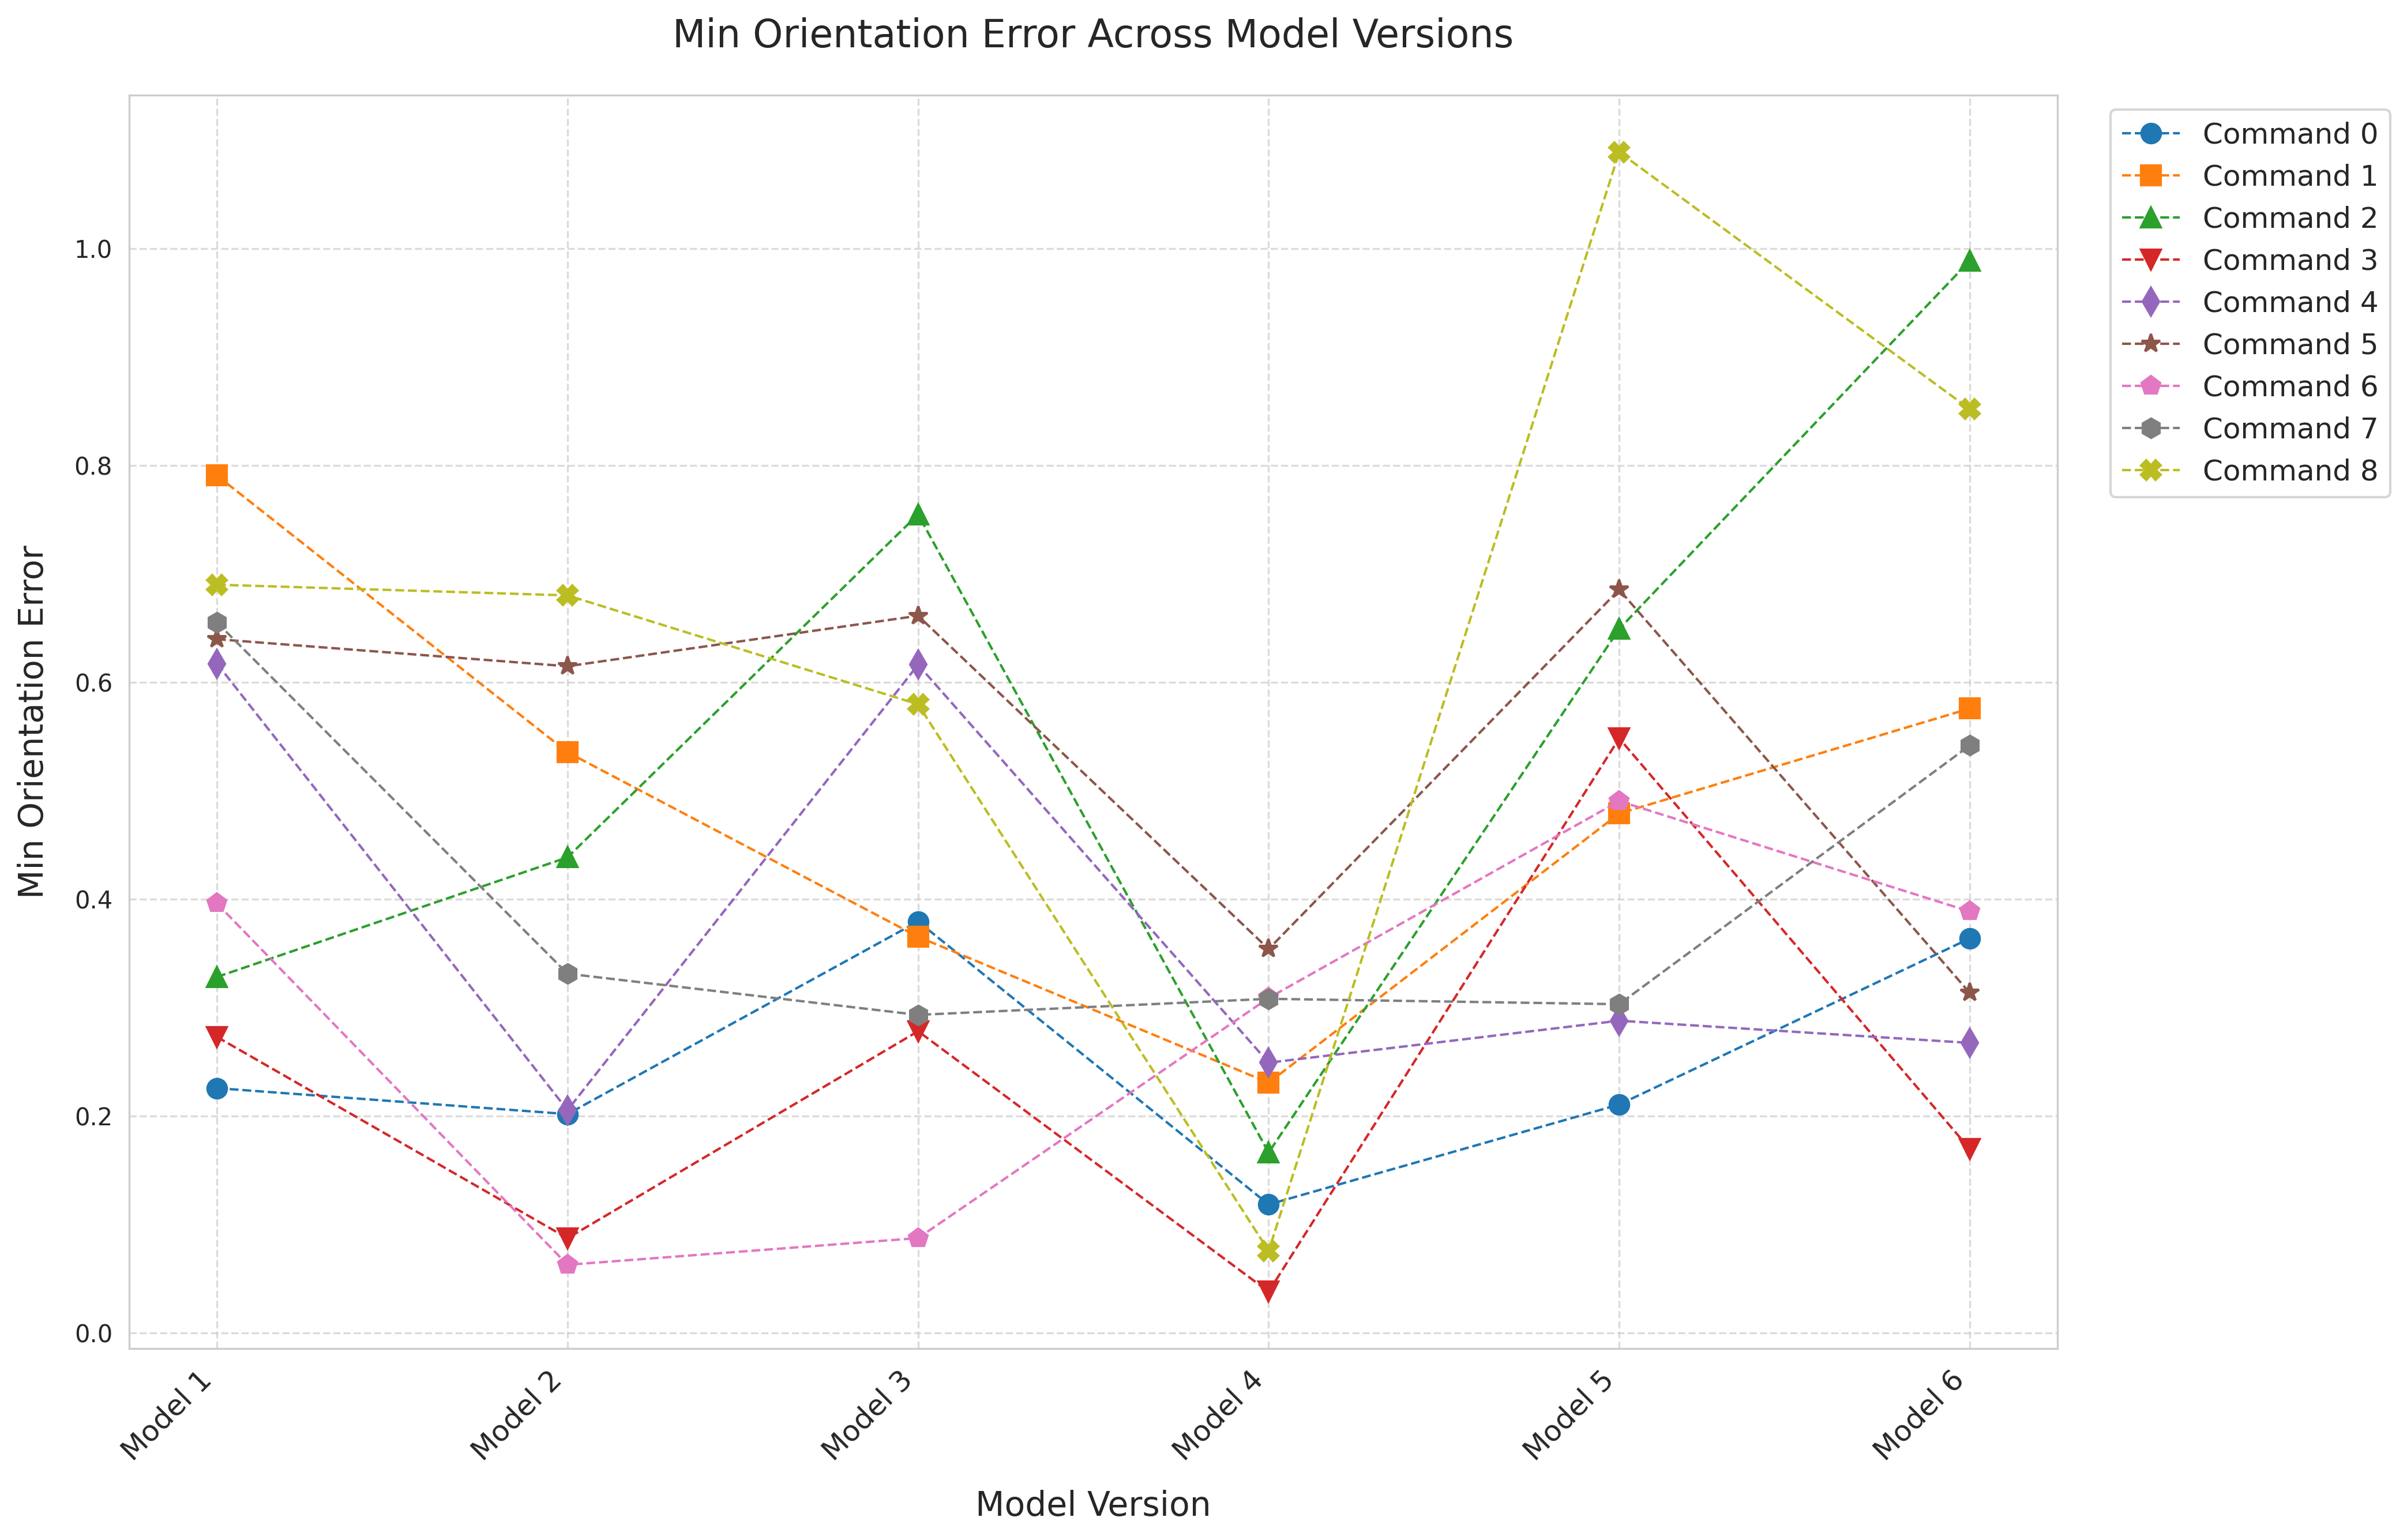 Min Orientation Error Across Model Versions
Min Orientation Error
1.0
0.8
0.6
0.4
0.2
0.0
Model 1
Model 2
Model 3
Model 4
Model 5
Model 6
Model Version
Command 0
Command 1
Command 2
Command 3
Command 4
Command 5
Command 6
Command 7
Command 8